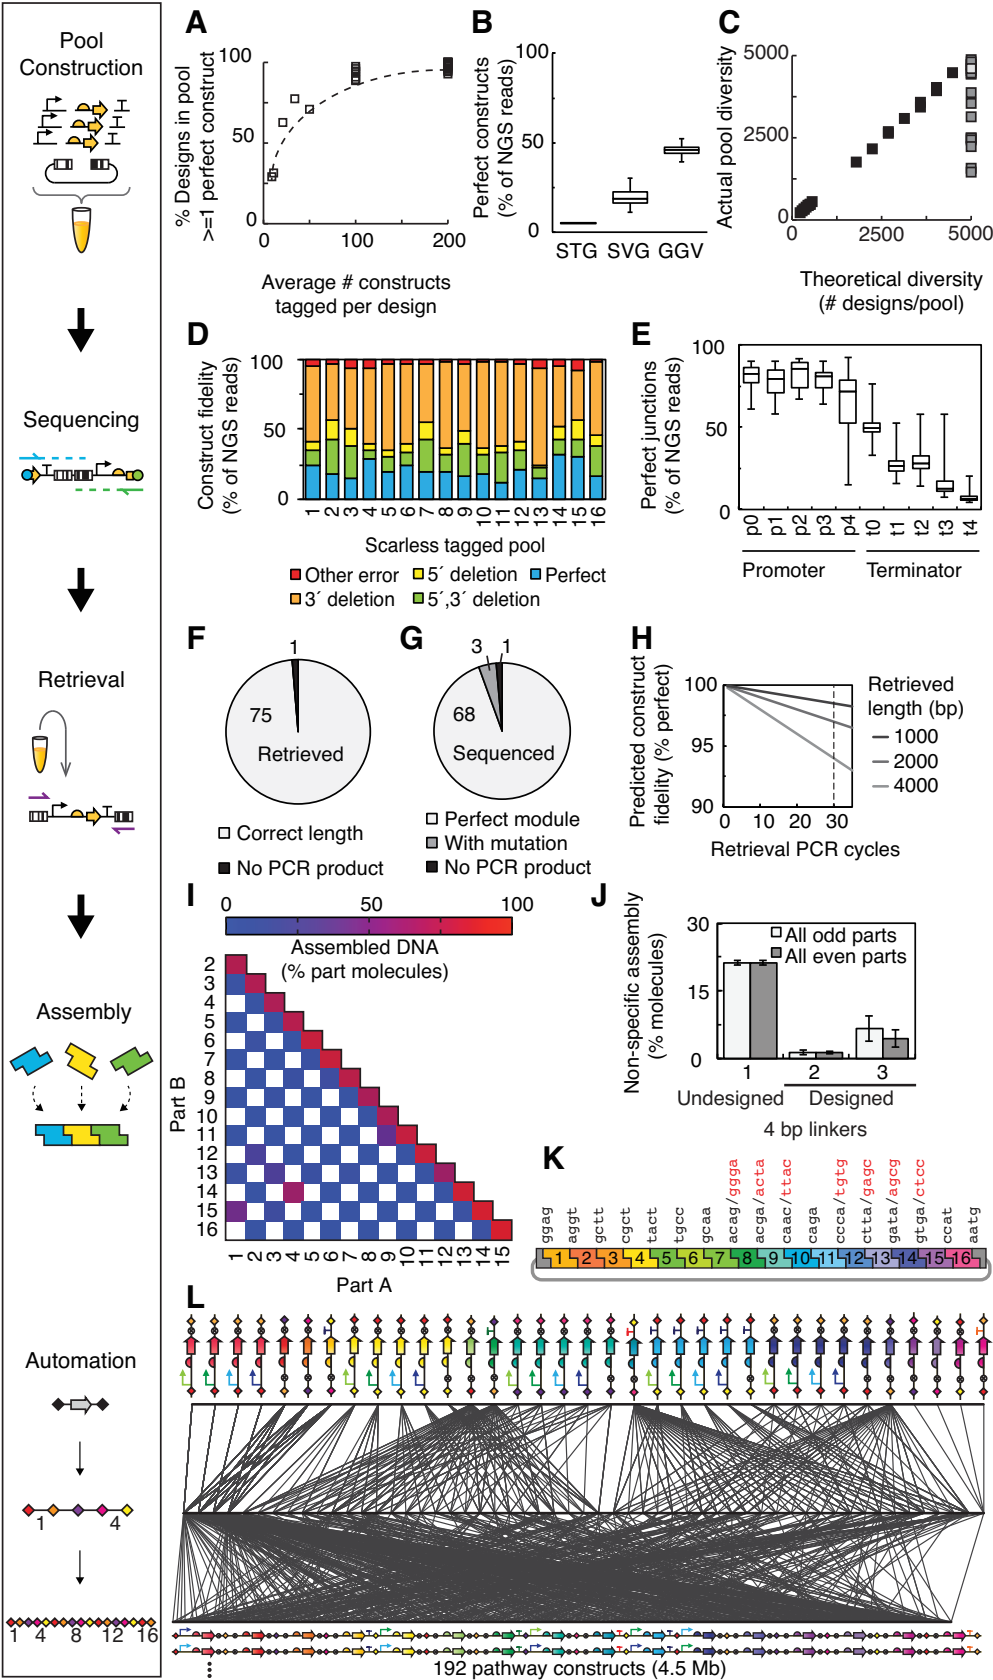 Pool
Construction
Sequencing
Retrieval
Assembly
Automation
1 4
1 4 8 12 16
A
% Designs in pool
>=1 perfect construct
100
50
0
0 100 200
Average # constructs
tagged per design
B
Perfect constructs
(% of NGS reads)
100
50
0
STG SVG GGV
C
Actual pool diversity
5000
2500
0
0 2500 5000
Theoretical diversity
(# designs/pool)
D
Construct fidelity
(% of NGS reads)
100
50
0
1 2 3 4 5 6 7 8 9 10 11 12 13 14 15 16
Scarless tagged pool
Other error 5´ deletion Perfect
3´ deletion 5´,3´ deletion
E
Perfect junctions
(% of NGS reads)
100
50
0
p0 p1 p2 p3 p4 t0 t1 t2 t3 t4
Promoter Terminator
F
1
75
Retrieved
Correct length
No PCR product
G
3 1
68
Sequenced
Perfect module
With mutation
No PCR product
H
Predicted construct
fidelity (% perfect)
100
95
90
0 10 20 30
Retrieval PCR cycles
Retrieved
length (bp)
1000
2000
4000
I
0 50 100
Assembled DNA
(% part molecules)
Part B
2
3
4
5
6
7
8
9
10
11
12
13
14
15
16
1 2 3 4 5 6 7 8 9 10 11 12 13 14 15
Part A
J
Non-specific assembly
(% molecules)
30
15
0
All odd parts
All even parts
1 2 3
Undesigned Designed
4 bp linkers
K
ggag aggt gctt cgct tact tgcc gcaa acag/ggga acga/acta caac/ttac caga ccca/tgtg ctta/gagc gata/agcg gtga/ctcc ccat aatg
1 2 3 4 5 6 7 8 9 10 11 12 13 14 15 16
L
192 pathway constructs (4.5 Mb)